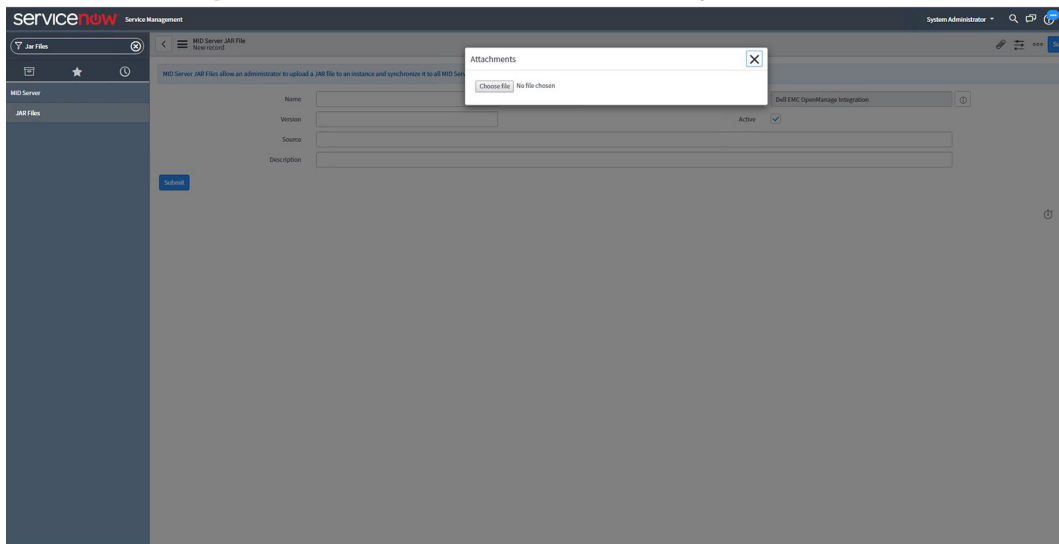 servicenow Service Management
System Administrator
Jar Files
MID Server JAR File
New record
Attachments
Choose file No file chosen
MID Server JAR Files allow an administrator to upload a JAR file to an instance and synchronize it to all MID
MID Server
JAR Files
Name
Dell EMC OpenManage Integration
Version
Active
Source
Description
Submit